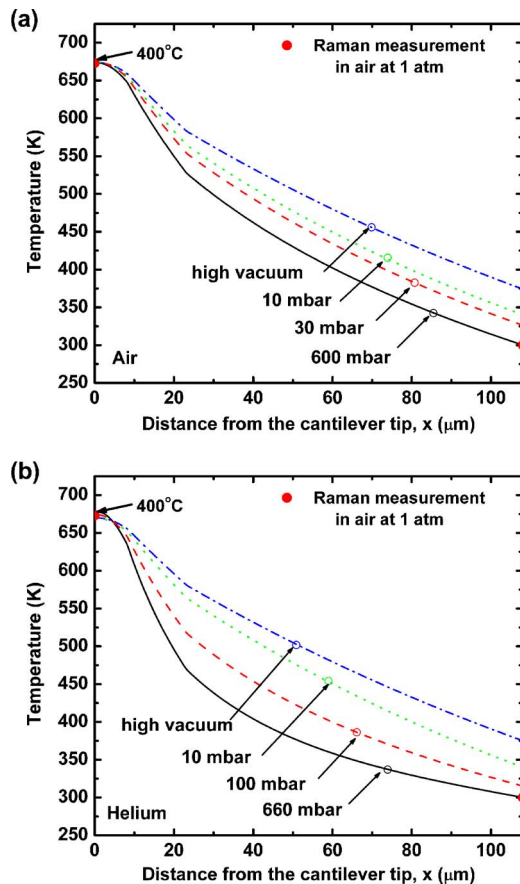 (a)
700
650
600
550
500
450
400
350
300
250
Temperature (K)
400°C
Raman measurement
in air at 1 atm
high vacuum
10 mbar
30 mbar
600 mbar
Air
0 20 40 60 80 100
Distance from the cantilever tip, x (μm)
(b)
700
650
600
550
500
450
400
350
300
250
Temperature (K)
400°C
Raman measurement
in air at 1 atm
high vacuum
10 mbar
100 mbar
660 mbar
Helium
0 20 40 60 80 100
Distance from the cantilever tip, x (μm)